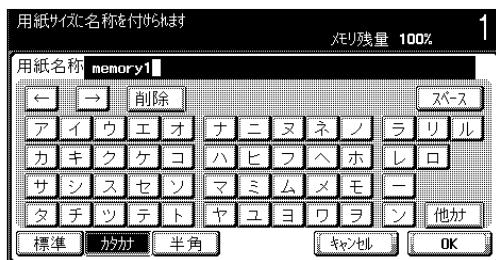 用紙サイズに名称を付けられます
メモリ残量 100% 1
用紙名称 memory1
← → 削除 スペース
ア イ ウ エ オ ナ ニ ヌ ネ ノ ラ リ ル
カ キ ク ケ コ ハ ヒ フ ヘ ホ レ ロ
サ シ ス セ ソ マ ミ ム メ モ ー
タ チ ツ テ ト ヤ ユ ヨ ワ ヲ ン 他カナ
標準 カタカナ 半角 キャンセル OK